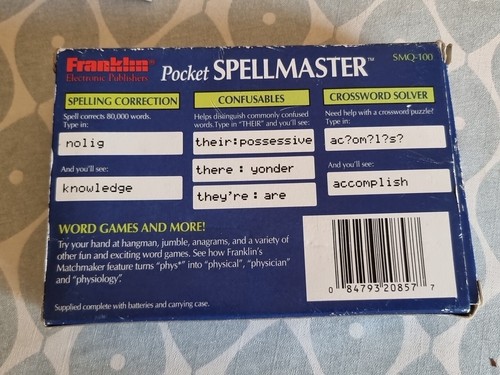 Franklin®
Electronic Publishers
Pocket SPELLMASTER™
SMQ-100
SPELLING CORRECTION
Spell corrects 80,000 words.
Type in:
nolig
And you'll see:
knowledge
CONFUSABLES
Helps distinguish commonly confused
words. Type in "THEIR" and you'll see:
their:possessive
there: yonder
they're: are
CROSSWORD SOLVER
Need help with a crossword puzzle?
Type in:
ac?om?l?s?
And you'll see:
accomplish
WORD GAMES AND MORE!
Try your hand at hangman, jumble, anagrams, and a variety of
other fun and exciting word games. See how Franklin's
Matchmaker feature turns "phys*" into "physical", "physician"
and "physiology".
Supplied complete with batteries and carrying case.
0 84793 20857 7